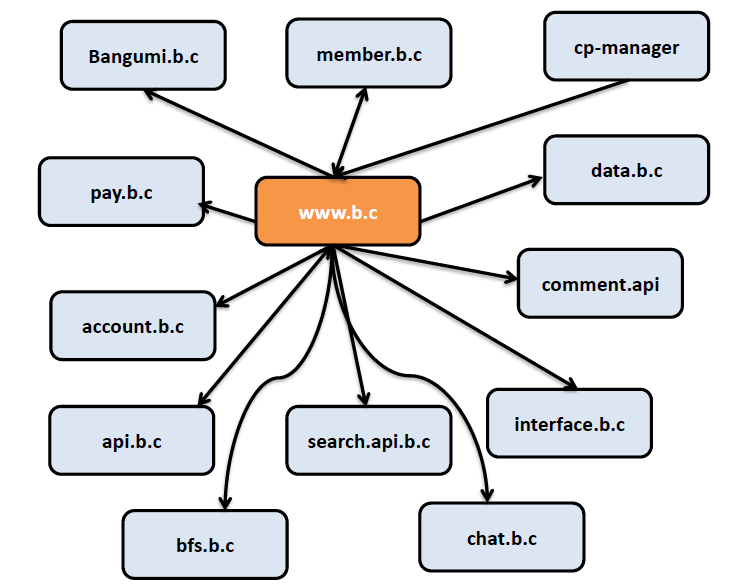 Bangumi.b.c
member.b.c
cp-manager
pay.b.c
www.b.c
data.b.c
comment.api
account.b.c
api.b.c
search.api.b.c
interface.b.c
bfs.b.c
chat.b.c